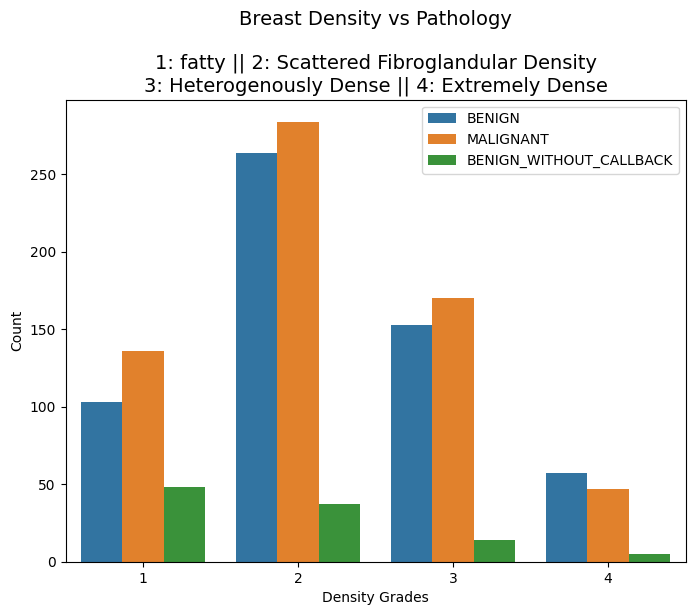 Breast Density vs Pathology
1: fatty || 2: Scattered Fibroglandular Density
3: Heterogenously Dense || 4: Extremely Dense
BENIGN
MALIGNANT
BENIGN_WITHOUT_CALLBACK
250
200
150
100
50
0
Count
1 2 3 4
Density Grades